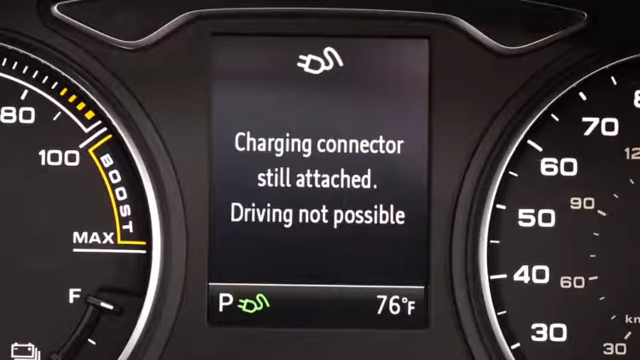 Charging connector
still attached.
Driving not possible
P
76°F
80
100
BOOST
MAX
F
70
60
50
40
30
90
60
30